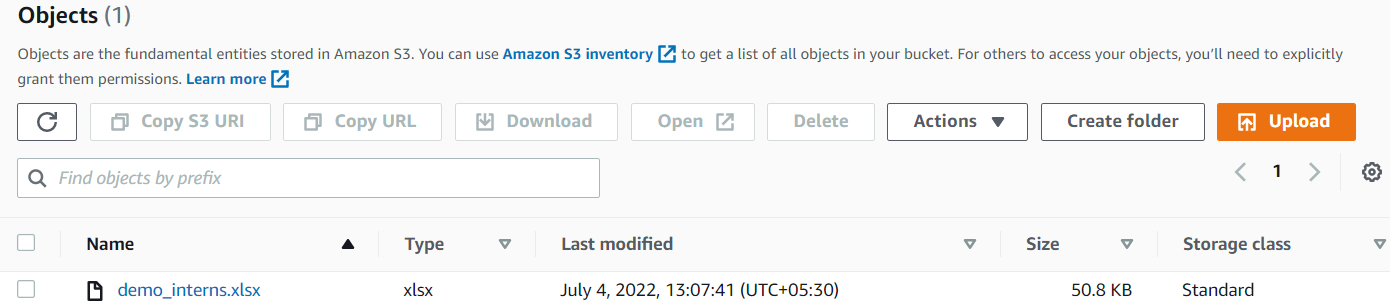 Objects (1)
Objects are the fundamental entities stored in Amazon S3. You can use Amazon S3 inventory to get a list of all objects in your bucket. For others to access your objects, you’ll need to explicitly
grant them permissions. Learn more
Copy S3 URI Copy URL Download Open Delete Actions Create folder Upload
Find objects by prefix 1
Name Type Last modified Size Storage class
demo_interns.xlsx xlsx July 4, 2022, 13:07:41 (UTC+05:30) 50.8 KB Standard